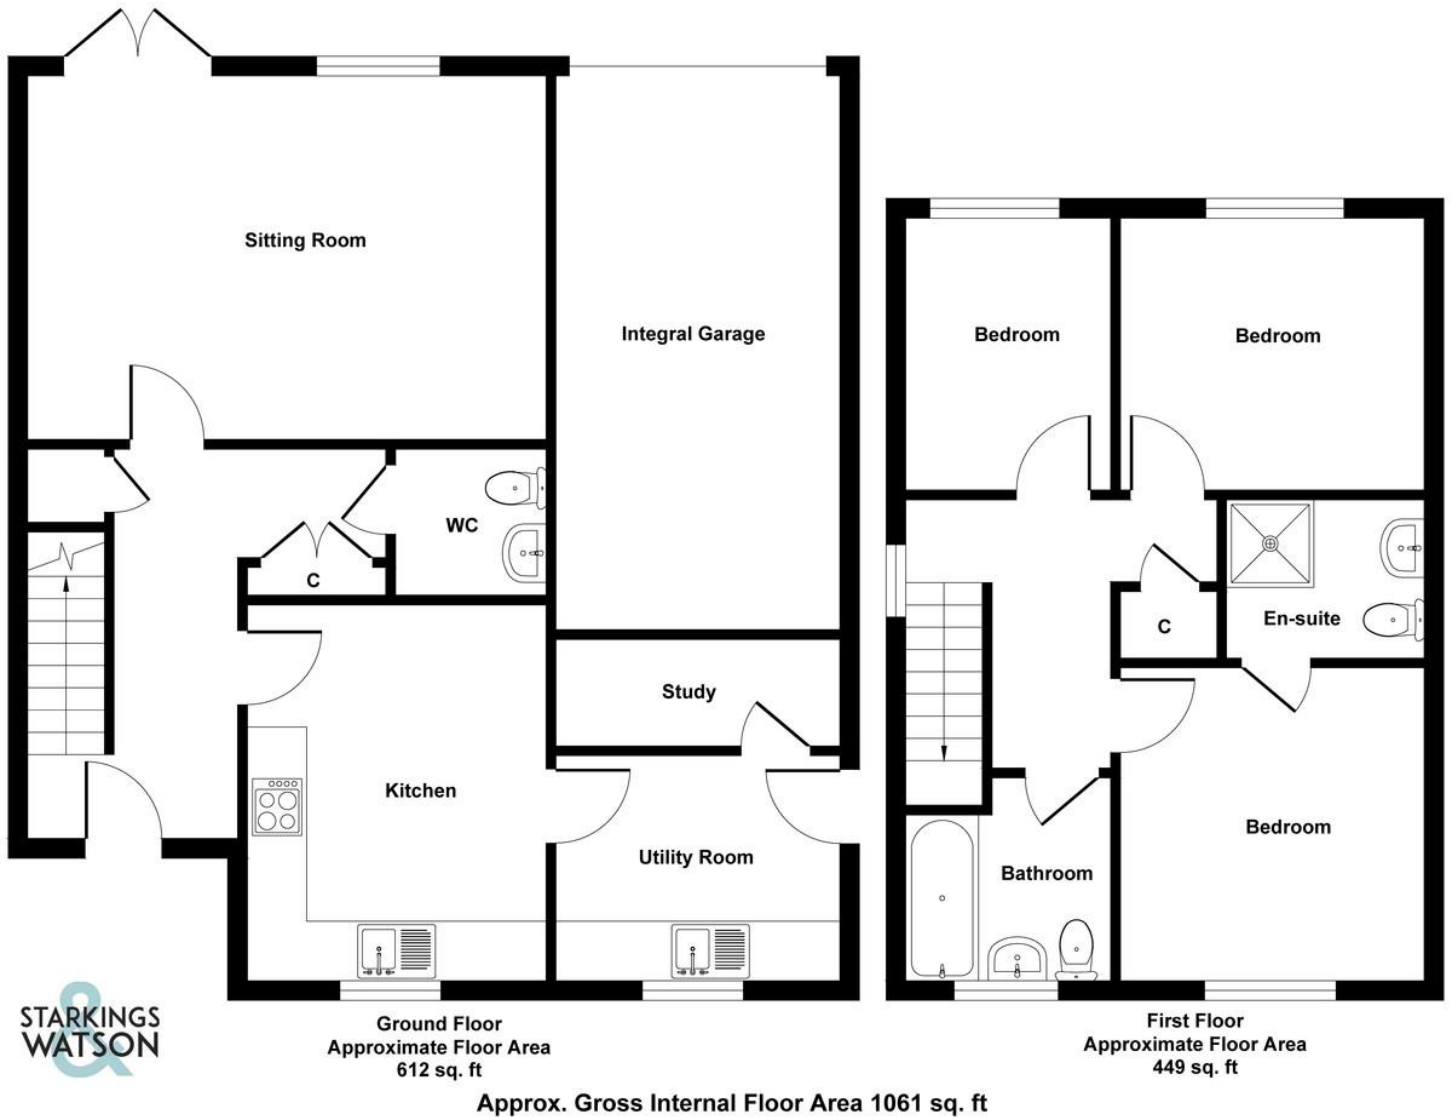 Sitting Room
Integral Garage
Bedroom
Bedroom
WC
C
En-suite
C
Study
Kitchen
Utility Room
Bedroom
Bathroom
STARKINGS
&
WATSON
Ground Floor
Approximate Floor Area
612 sq. ft
First Floor
Approximate Floor Area
449 sq. ft
Approx. Gross Internal Floor Area 1061 sq. ft